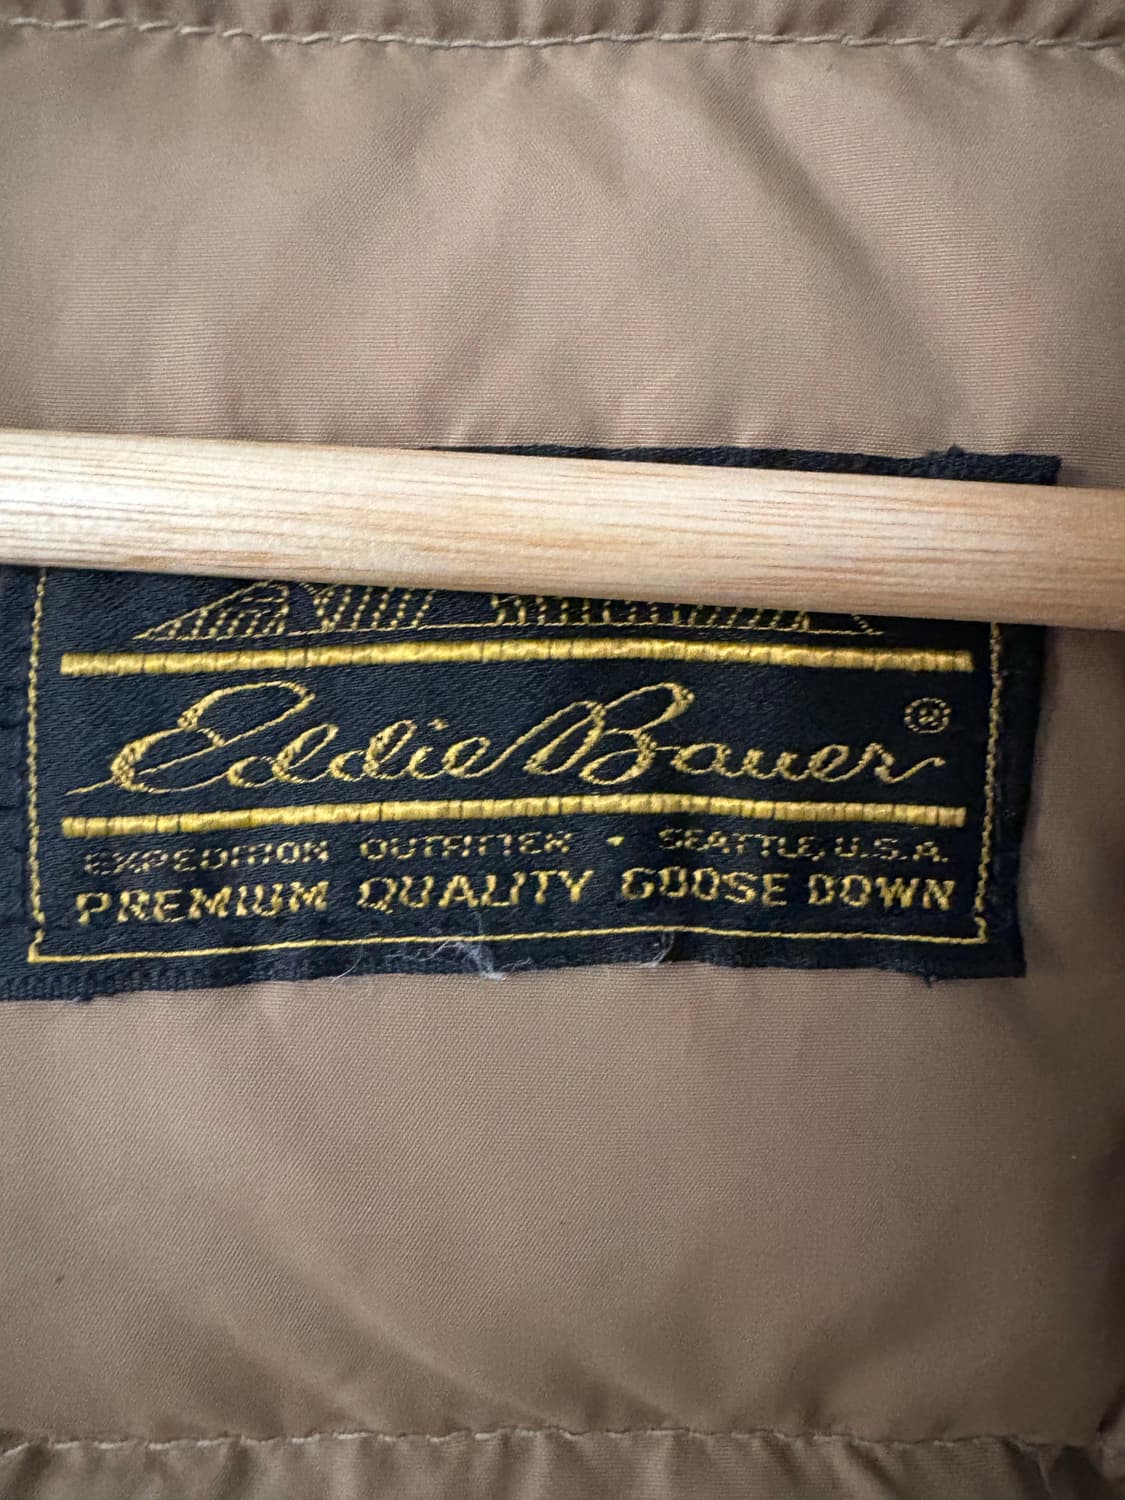 Eddie Bauer ®
EXPEDITION OUTFITTER • SEATTLE, U.S.A.
PREMIUM QUALITY GOOSE DOWN